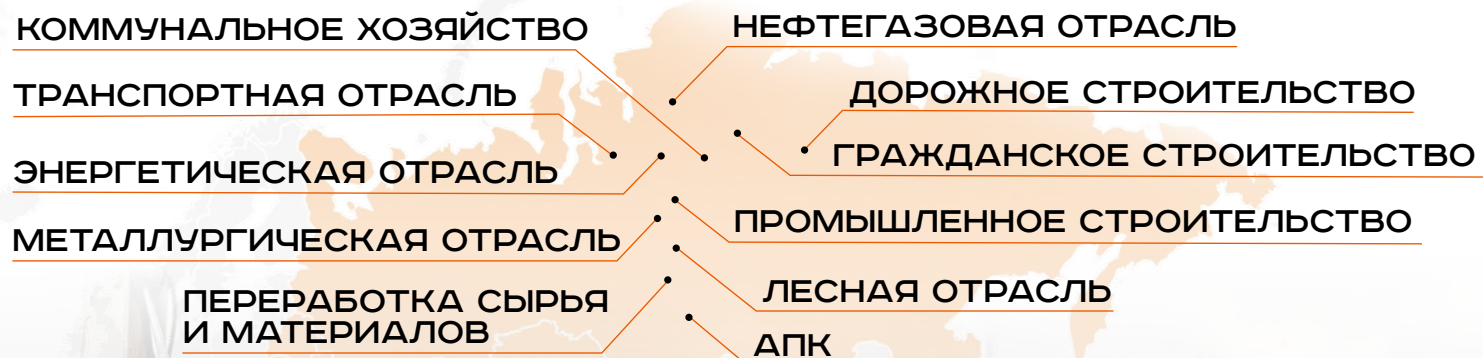 КОММУНАЛЬНОЕ ХОЗЯЙСТВО
ТРАНСПОРТНАЯ ОТРАСЛЬ
ЭНЕРГЕТИЧЕСКАЯ ОТРАСЛЬ
МЕТАЛЛУРГИЧЕСКАЯ ОТРАСЛЬ
ПЕРЕРАБОТКА СЫРЬЯ
И МАТЕРИАЛОВ
НЕФТЕГАЗОВАЯ ОТРАСЛЬ
ДОРОЖНОЕ СТРОИТЕЛЬСТВО
ГРАЖДАНСКОЕ СТРОИТЕЛЬСТВО
ПРОМЫШЛЕННОЕ СТРОИТЕЛЬСТВО
ЛЕСНАЯ ОТРАСЛЬ
АПК